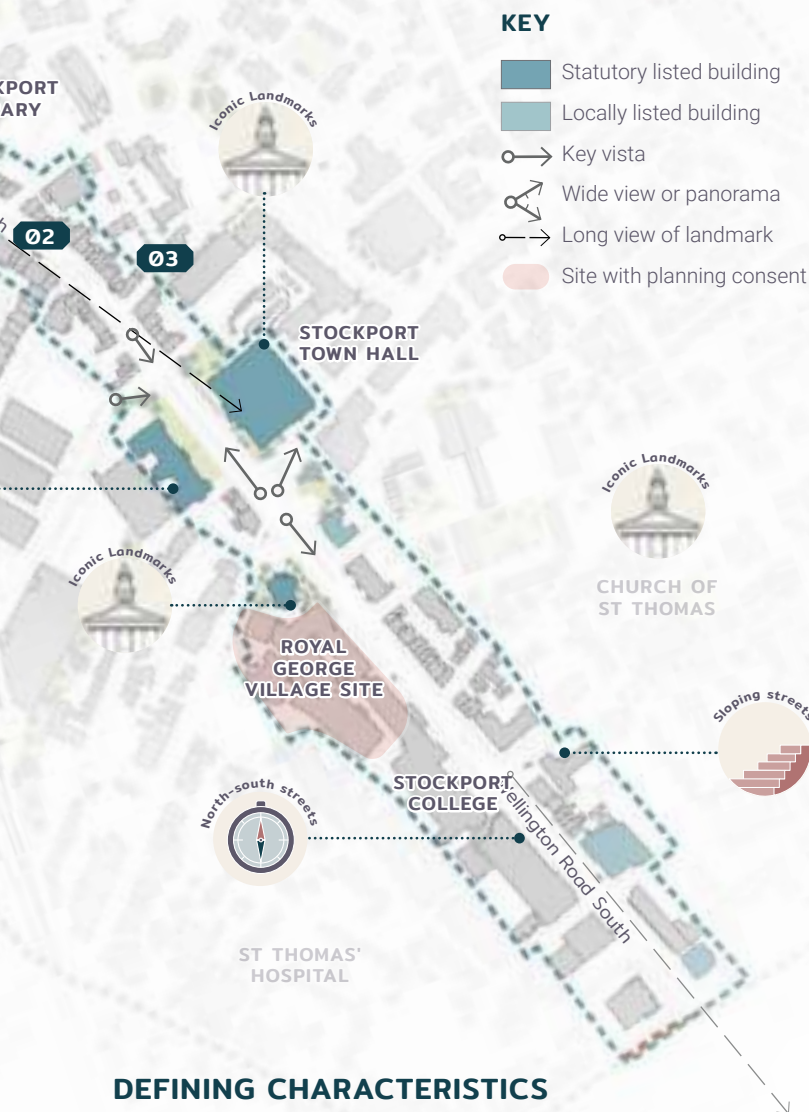 KEY
Statutory listed building
Locally listed building
Key vista
Wide view or panorama
Long view of landmark
Site with planning consent
KPORT
ARY
Iconic Landmarks
02
03
STOCKPORT
TOWN HALL
Iconic Landmarks
CHURCH OF
ST THOMAS
Iconic Landmarks
ROYAL
GEORGE
VILLAGE SITE
Sloping streets
STOCKPORT
COLLEGE
North-south streets
Wellington Road South
ST THOMAS'
HOSPITAL
DEFINING CHARACTERISTICS